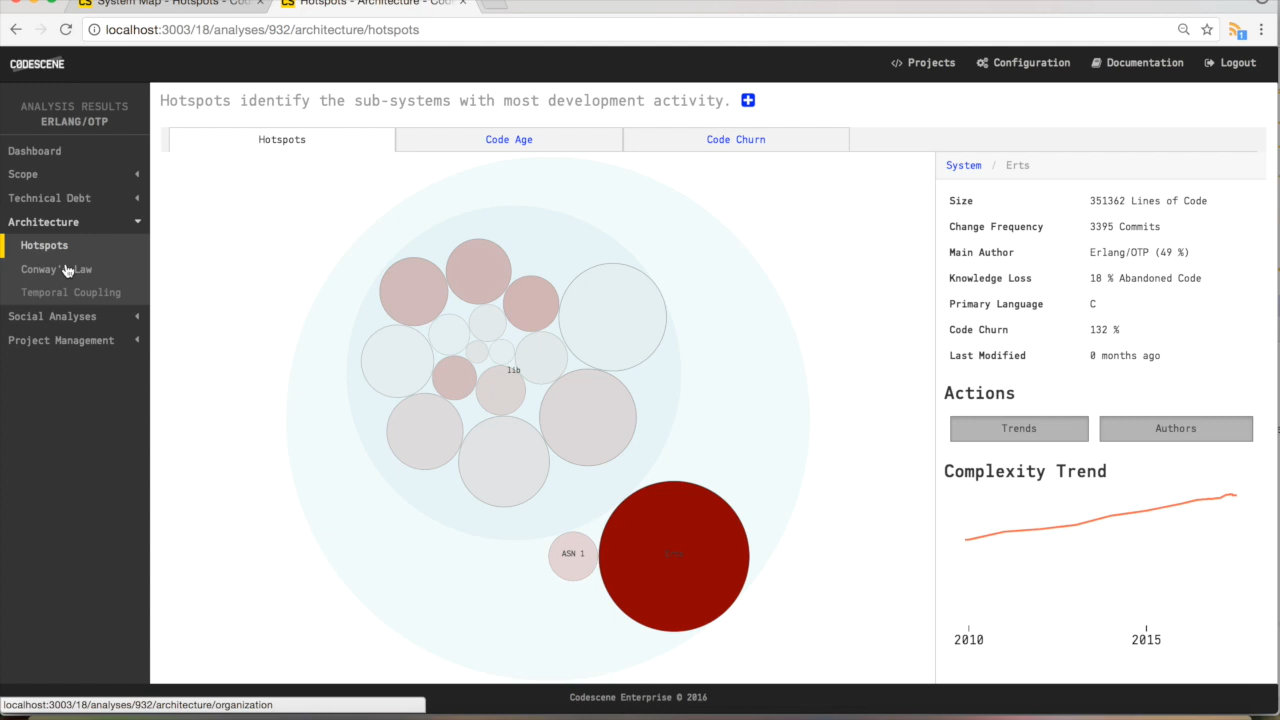 System Map - Hotspots - Cod
Hotspots - Architecture - Code
localhost:3003/18/analyses/932/architecture/hotspots
CODESCENE
Projects
Configuration
Documentation
Logout
ANALYSIS RESULTS
ERLANG/OTP
Dashboard
Scope
Technical Debt
Architecture
Hotspots
Law
Temporal Coupling
Social Analyses
Project Management
Hotspots identify the sub-systems with most development activity.
Hotspots
Code Age
Code Churn
lib
ASN 1
System / Erts
Size 351362 Lines of Code
Change Frequency 3395 Commits
Main Author Erlang/OTP (49 %)
Knowledge Loss 18 % Abandoned Code
Primary Language C
Code Churn 132 %
Last Modified 0 months ago
Actions
Trends
Authors
Complexity Trend
2010
2015
Codescene Enterprise © 2016
localhost:3003/18/analyses/932/architecture/organization